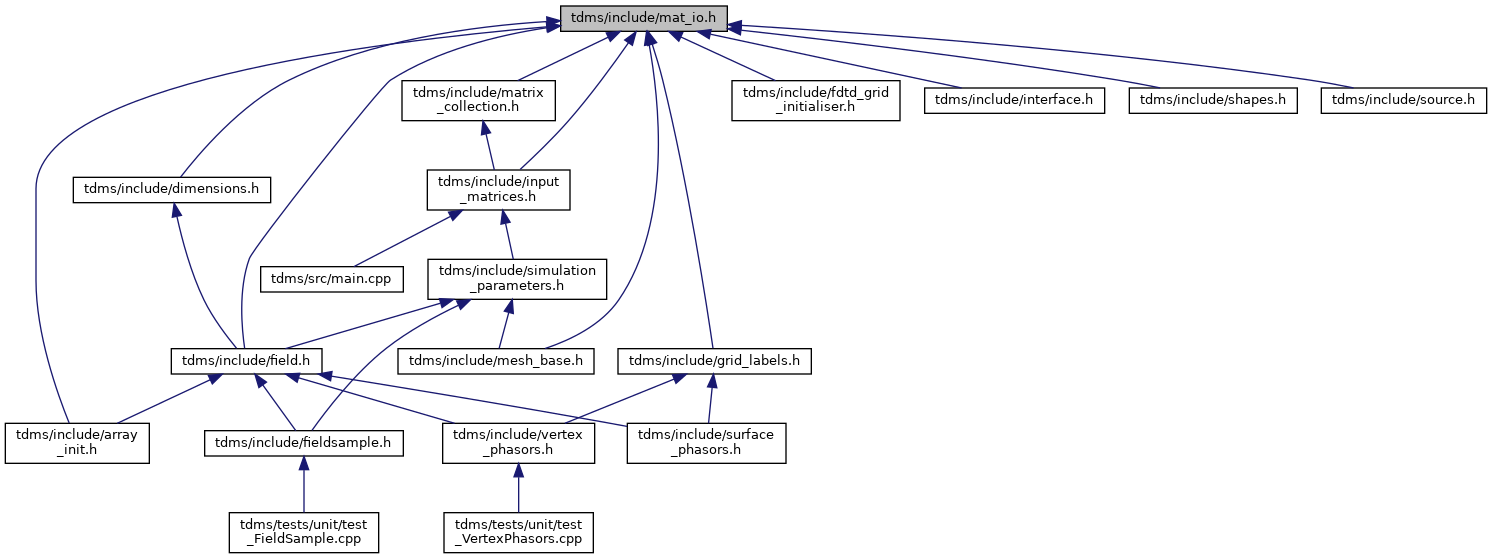 tdms/include/mat_io.h
tdms/include/matrix
_collection.h
tdms/include/fdtd_grid
_initialiser.h
tdms/include/interface.h
tdms/include/shapes.h
tdms/include/source.h
tdms/include/dimensions.h
tdms/include/input
_matrices.h
tdms/src/main.cpp
tdms/include/simulation
_parameters.h
tdms/include/field.h
tdms/include/mesh_base.h
tdms/include/grid_labels.h
tdms/include/array
_init.h
tdms/include/fieldsample.h
tdms/include/vertex
_phasors.h
tdms/include/surface
_phasors.h
tdms/tests/unit/test
_FieldSample.cpp
tdms/tests/unit/test
_VertexPhasors.cpp